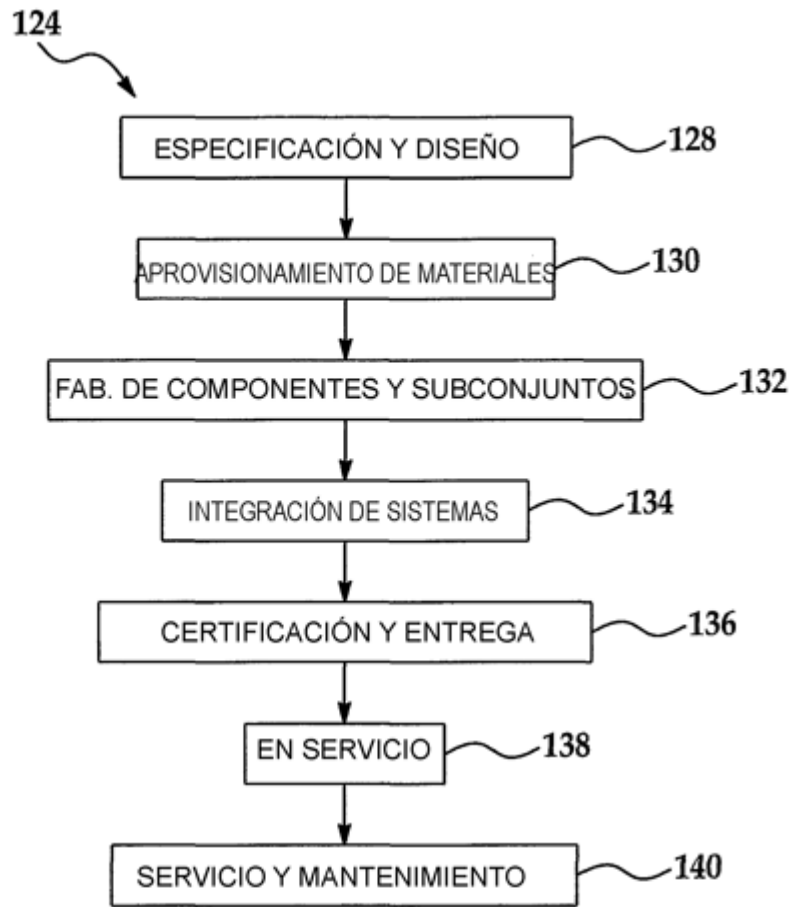 124
ESPECIFICACIÓN Y DISEÑO
128
APROVISIONAMIENTO DE MATERIALES
130
FAB. DE COMPONENTES Y SUBCONJUNTOS
132
INTEGRACIÓN DE SISTEMAS
134
CERTIFICACIÓN Y ENTREGA
136
EN SERVICIO
138
SERVICIO Y MANTENIMIENTO
140